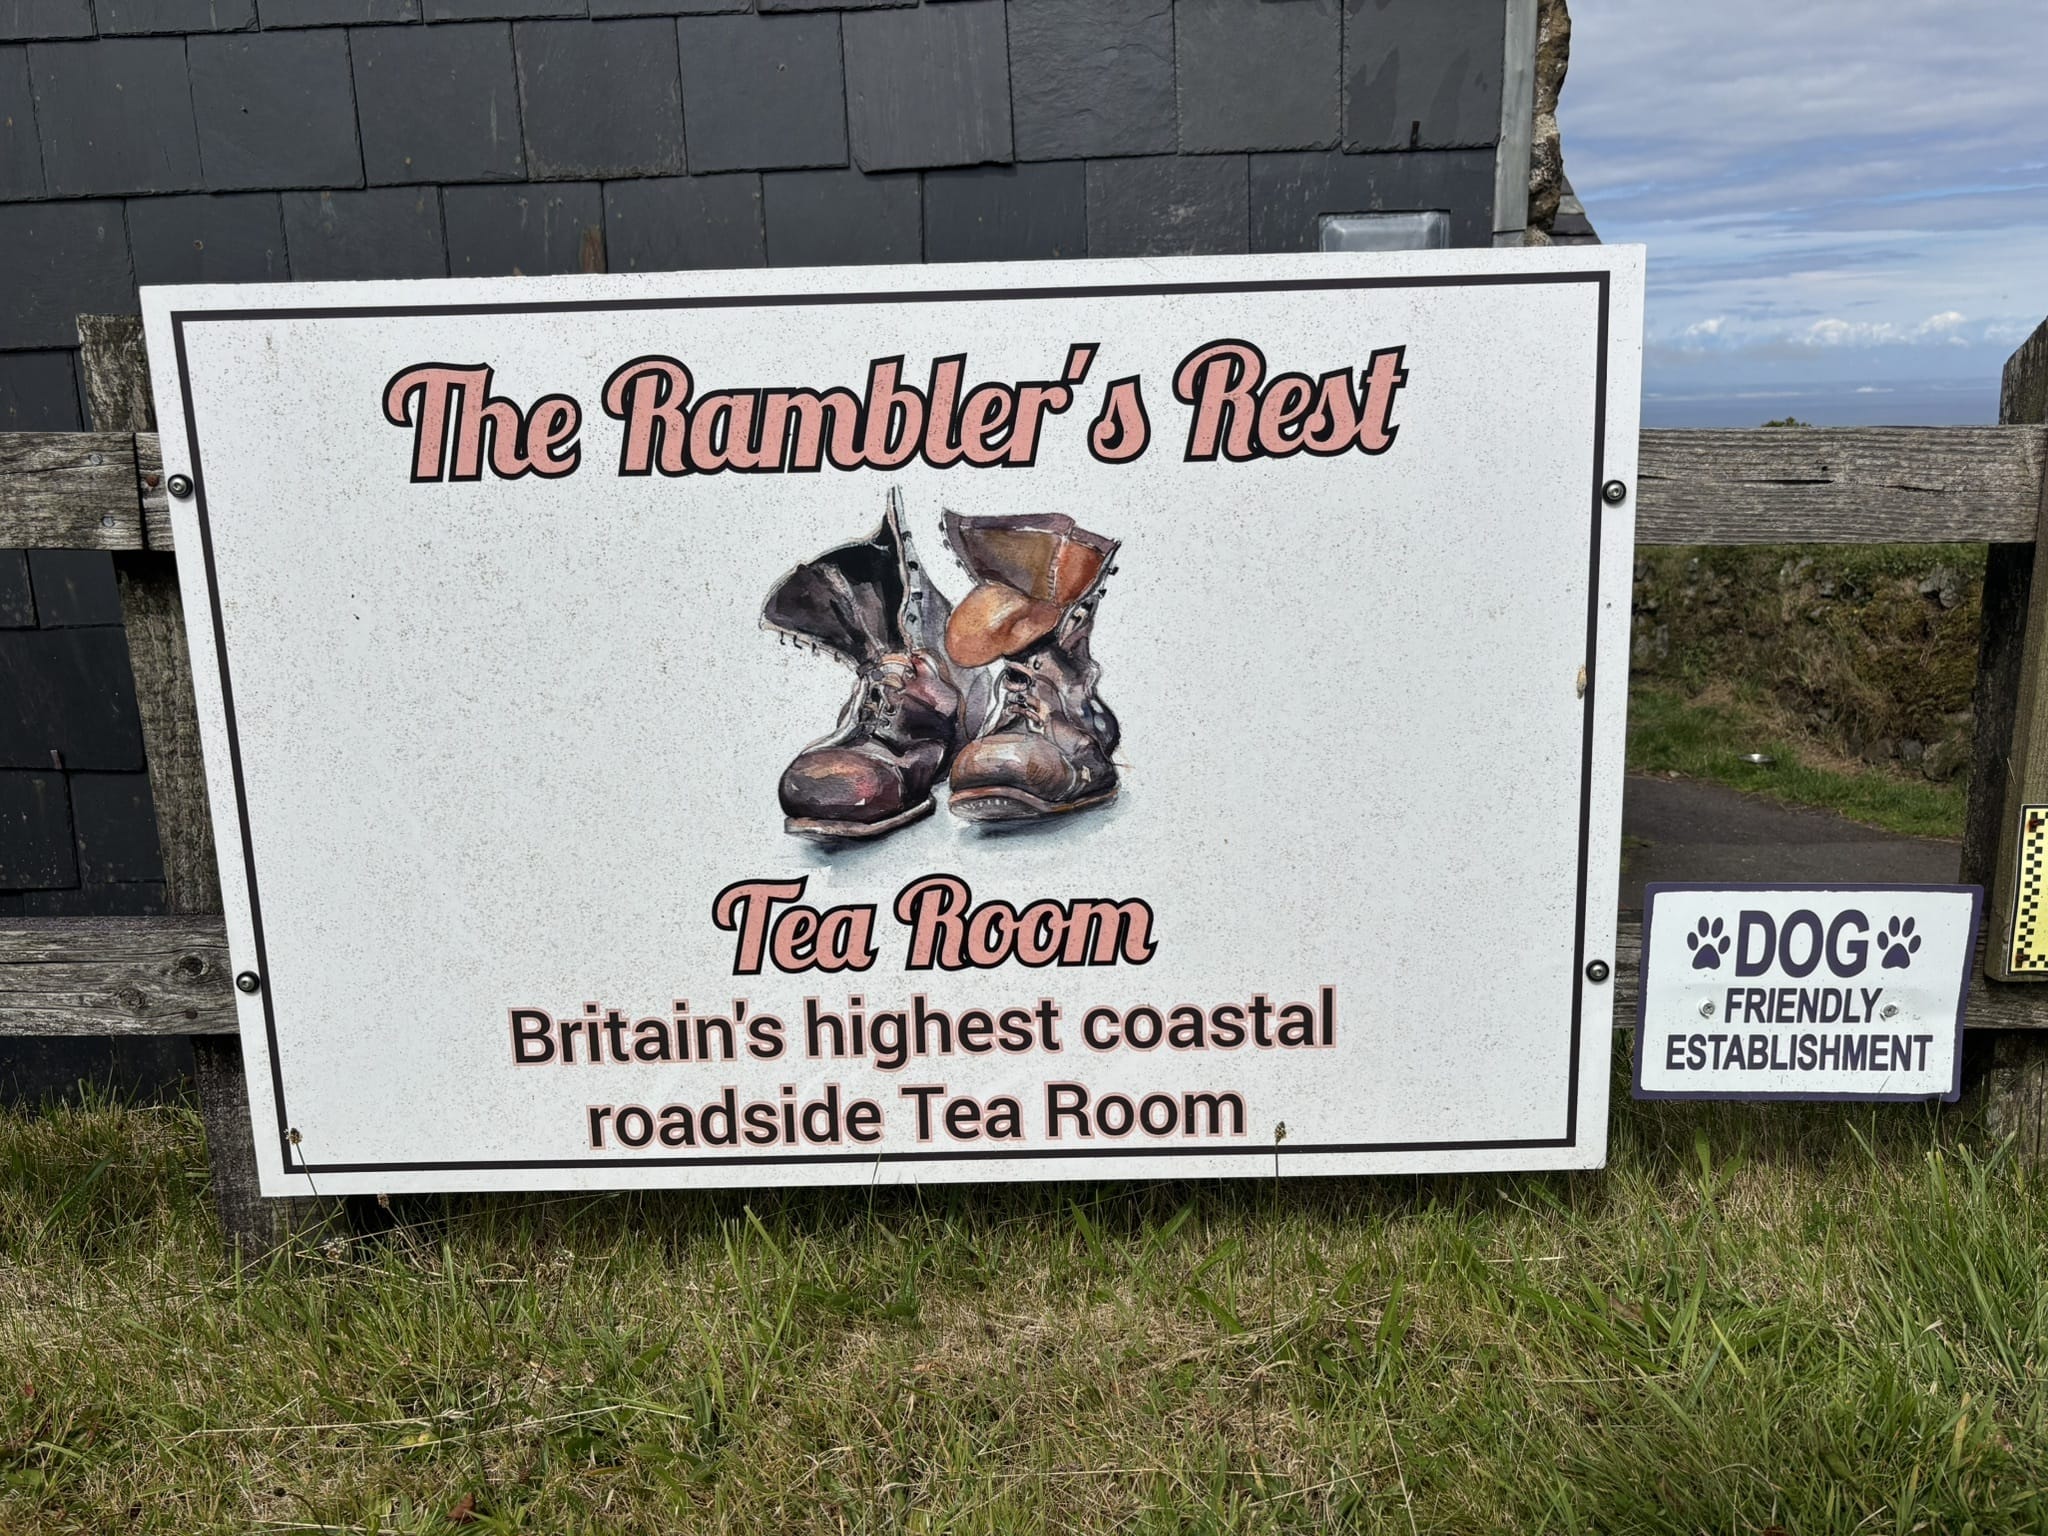 The Rambler's Rest
Tea Room
Britain's highest coastal
roadside Tea Room
DOG
FRIENDLY
ESTABLISHMENT